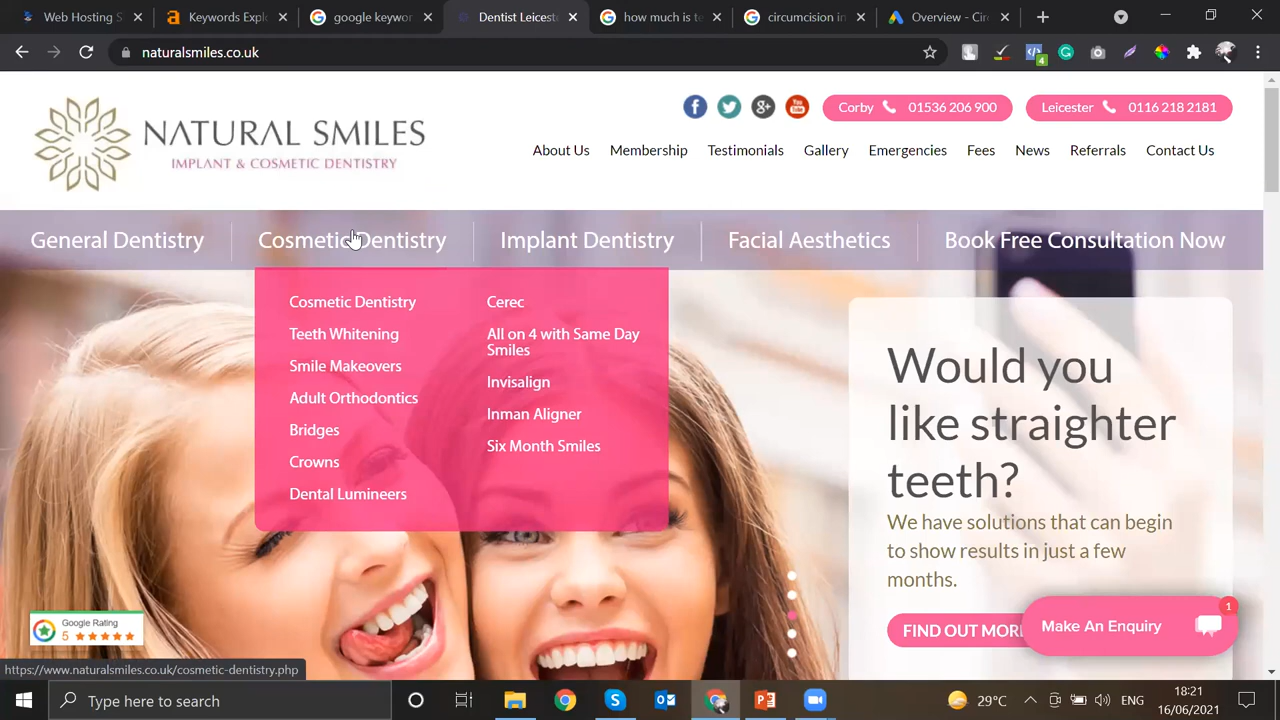 Web Hosting S
Keywords Expl
google keywor
Dentist Leicest
how much is te
circumcision in
Overview - Circ
naturalsmiles.co.uk
4
Corby 01536 206 900
Leicester 0116 218 2181
NATURAL SMILES
IMPLANT & COSMETIC DENTISTRY
About Us Membership Testimonials Gallery Emergencies Fees News Referrals Contact Us
General Dentistry Cosmetic Dentistry Implant Dentistry Facial Aesthetics Book Free Consultation Now
Cosmetic Dentistry
Teeth Whitening
Smile Makeovers
Adult Orthodontics
Bridges
Crowns
Dental Lumineers
Cerec
All on 4 with Same Day
Smiles
Invisalign
Inman Aligner
Six Month Smiles
Would you
like straighter
teeth?
We have solutions that can begin
to show results in just a few
months.
FIND OUT MORE
Make An Enquiry
1
Google Rating
5
https://www.naturalsmiles.co.uk/cosmetic-dentistry.php
Type here to search
29°C
ENG
18:21
16/06/2021